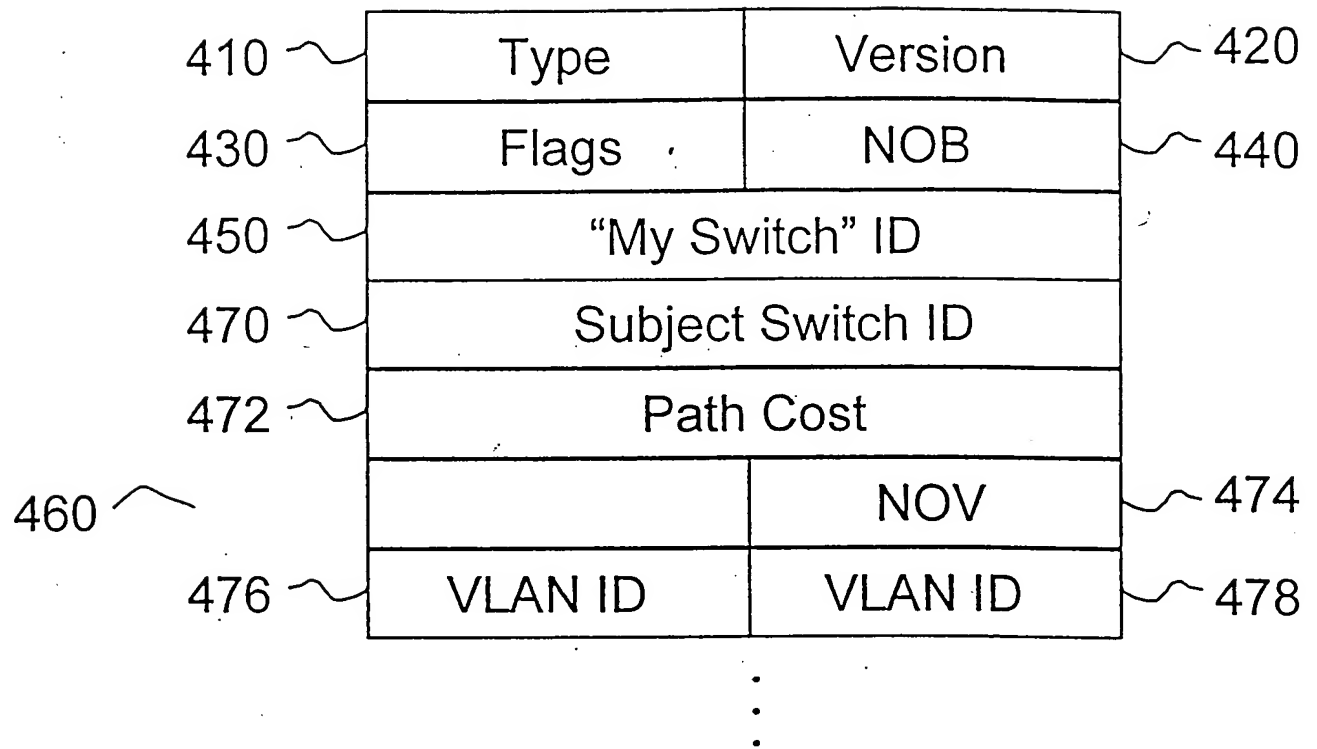 410 Type Version 420
430 Flags NOB 440
450 “My Switch” ID
470 Subject Switch ID
472 Path Cost
460 NOV 474
476 VLAN ID VLAN ID 478